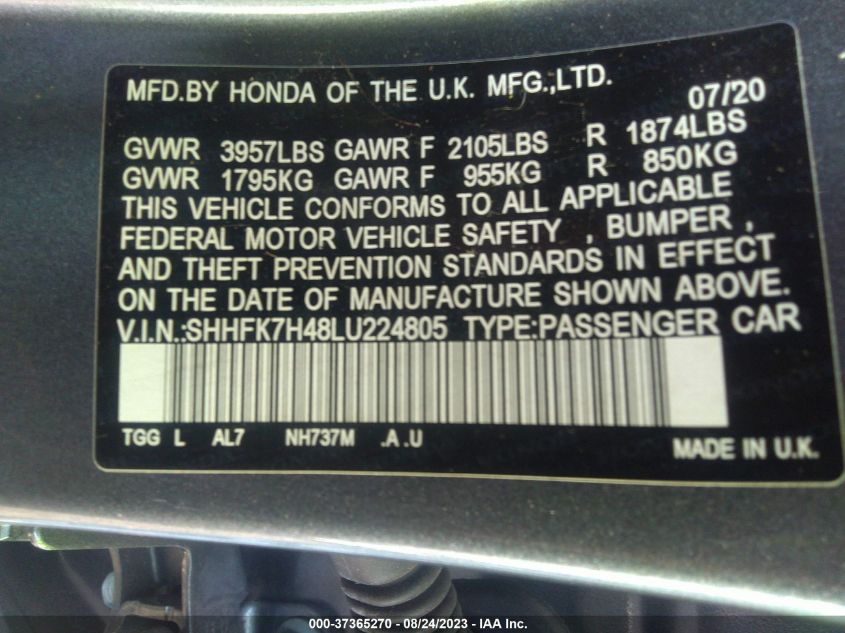 MFD.BY HONDA OF THE U.K. MFG.,LTD. 07/20
GVWR 3957LBS GAWR F 2105LBS R 1874LBS
GVWR 1795KG GAWR F 955KG R 850KG
THIS VEHICLE CONFORMS TO ALL APPLICABLE
FEDERAL MOTOR VEHICLE SAFETY , BUMPER ,
AND THEFT PREVENTION STANDARDS IN EFFECT
ON THE DATE OF MANUFACTURE SHOWN ABOVE.
V.I.N.:SHHFK7H48LU224805 TYPE:PASSENGER CAR
TGG L AL7 NH737M .A .U MADE IN U.K.
000-37365270 - 08/24/2023 - IAA Inc.